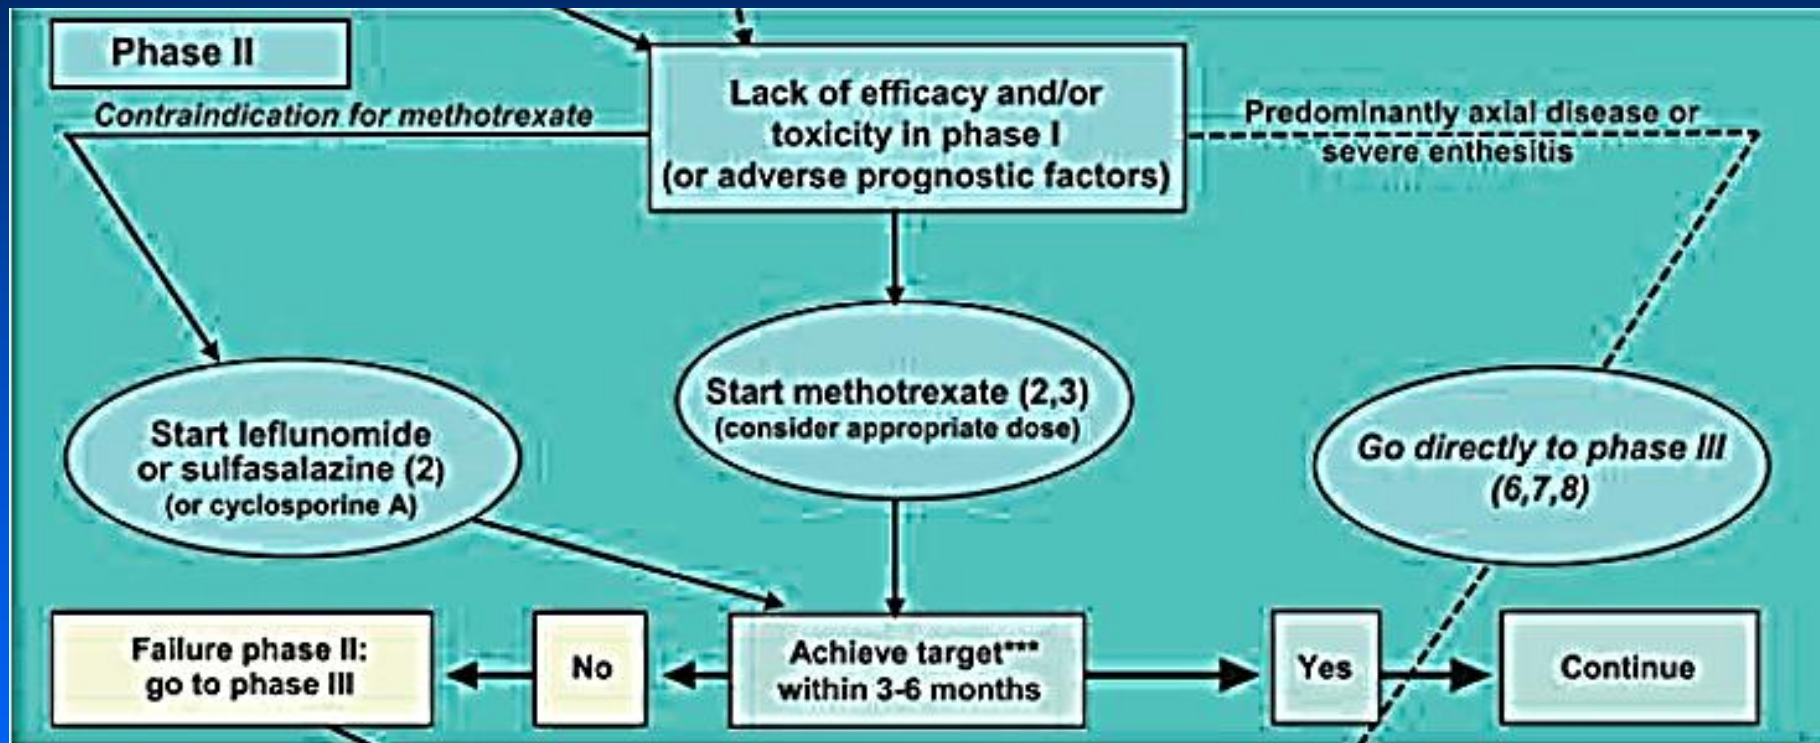 Phase II
Lack of efficacy and/or
toxicity in phase I
(or adverse prognostic factors)
Contraindication for methotrexate
Predominantly axial disease or
severe enthesitis
Start leflunomide
or sulfasalazine (2)
(or cyclosporine A)
Start methotrexate (2,3)
(consider appropriate dose)
Go directly to phase III
(6,7,8)
Failure phase II:
go to phase III
No
Achieve target***
within 3-6 months
Yes
Continue